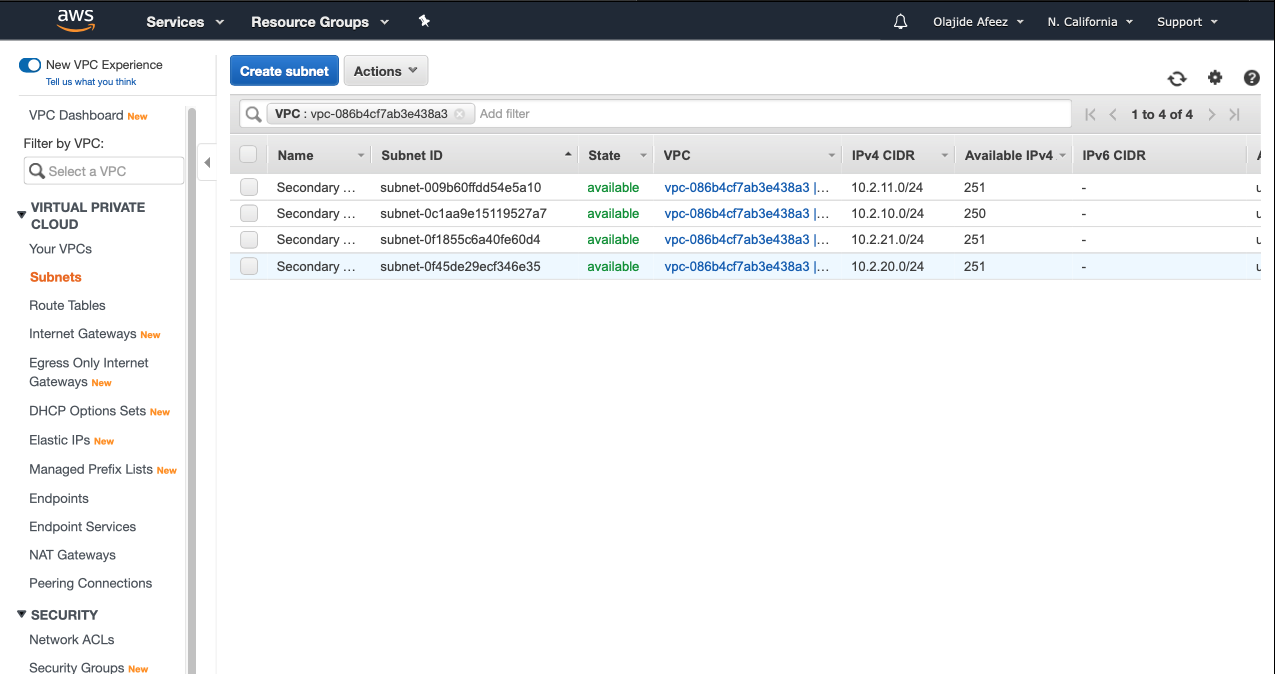 aws Services Resource Groups Olajide Afeez N. California Support
New VPC Experience
Tell us what you think
VPC Dashboard New
Filter by VPC:
Select a VPC
VIRTUAL PRIVATE
CLOUD
Your VPCs
Subnets
Route Tables
Internet Gateways New
Egress Only Internet
Gateways New
DHCP Options Sets New
Elastic IPs New
Managed Prefix Lists New
Endpoints
Endpoint Services
NAT Gateways
Peering Connections
SECURITY
Network ACLs
Security Groups New
Create subnet Actions
VPC : vpc-086b4cf7ab3e438a3 Add filter 1 to 4 of 4
Name Subnet ID State VPC IPv4 CIDR Available IPv4 IPv6 CIDR
Secondary ... subnet-009b60ffdd54e5a10 available vpc-086b4cf7ab3e438a3 |... 10.2.11.0/24 251 -
Secondary ... subnet-0c1aa9e15119527a7 available vpc-086b4cf7ab3e438a3 |... 10.2.10.0/24 250 -
Secondary ... subnet-0f1855c6a40fe60d4 available vpc-086b4cf7ab3e438a3 |... 10.2.21.0/24 251 -
Secondary ... subnet-0f45de29ecf346e35 available vpc-086b4cf7ab3e438a3 |... 10.2.20.0/24 251 -